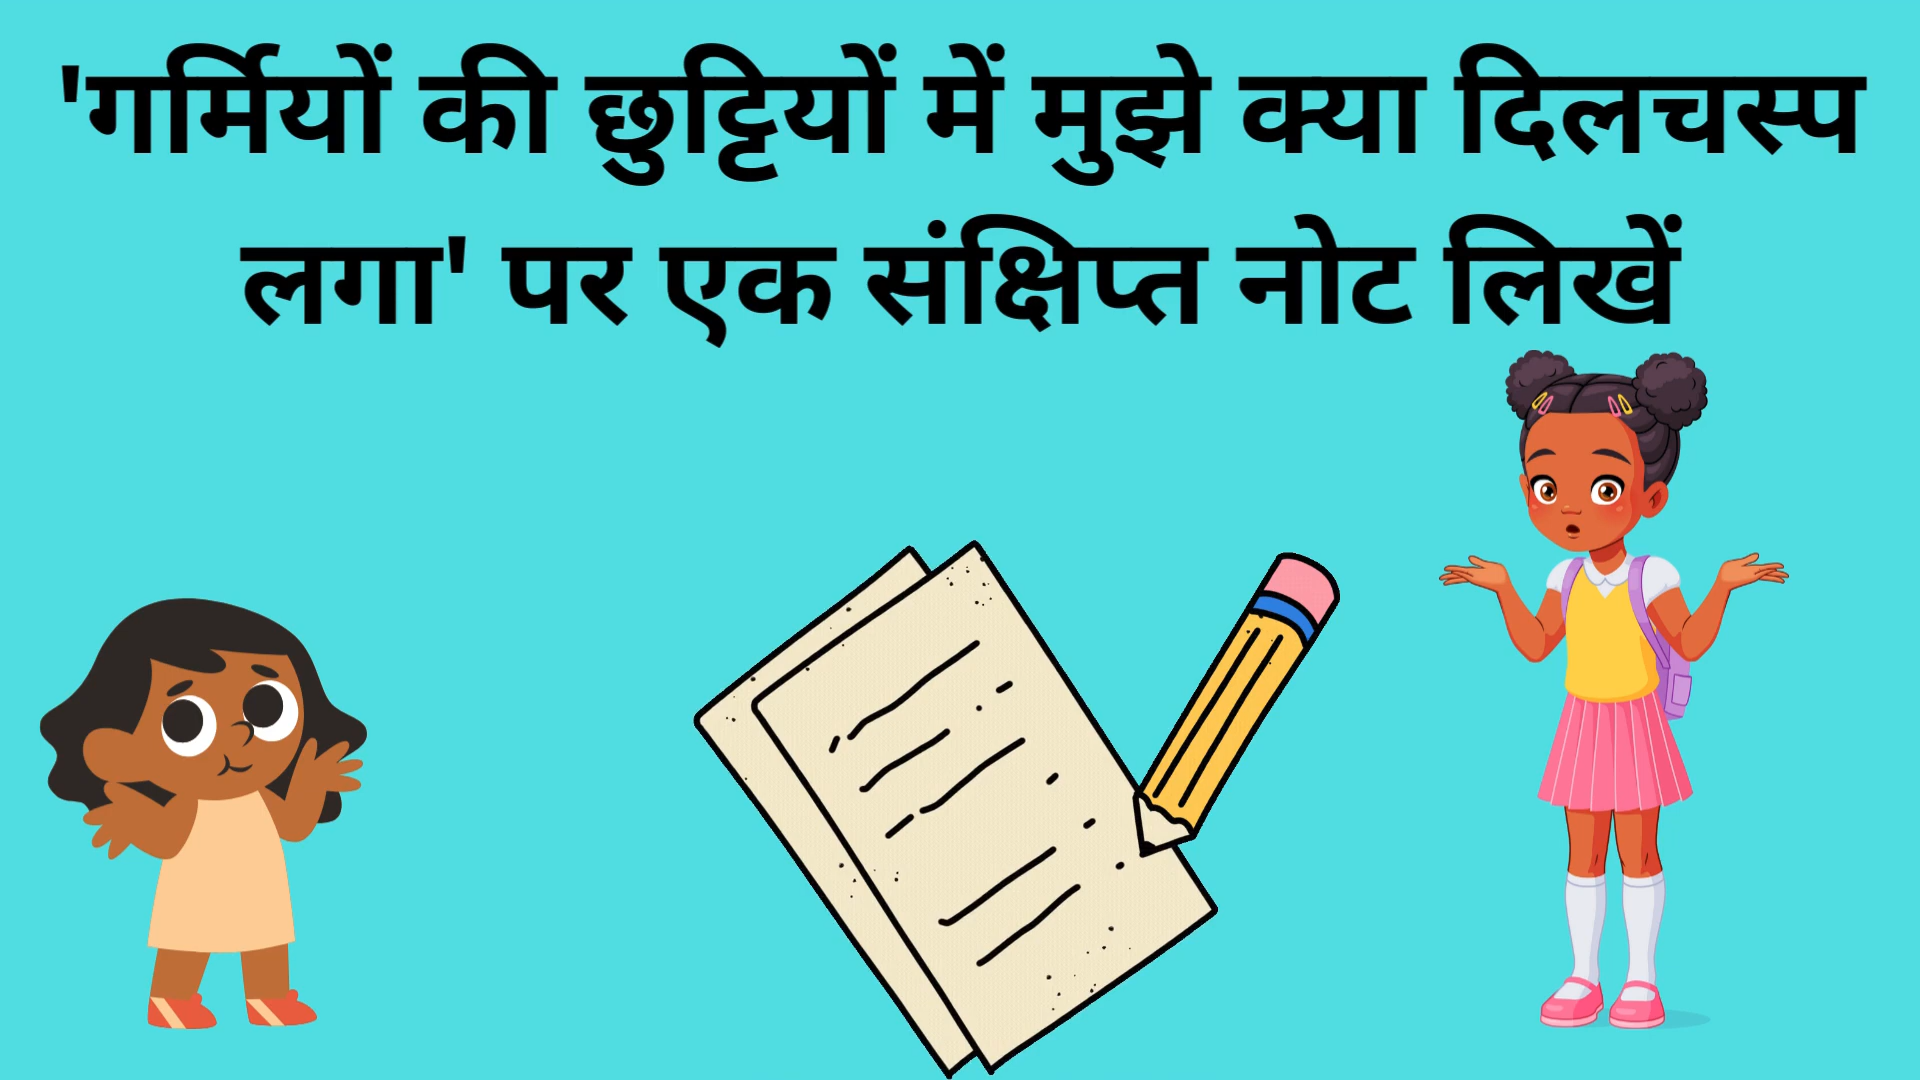 'गर्मियों की छुट्टियों में मुझे क्या दिलचस्प
लगा' पर एक संक्षिप्त नोट लिखें